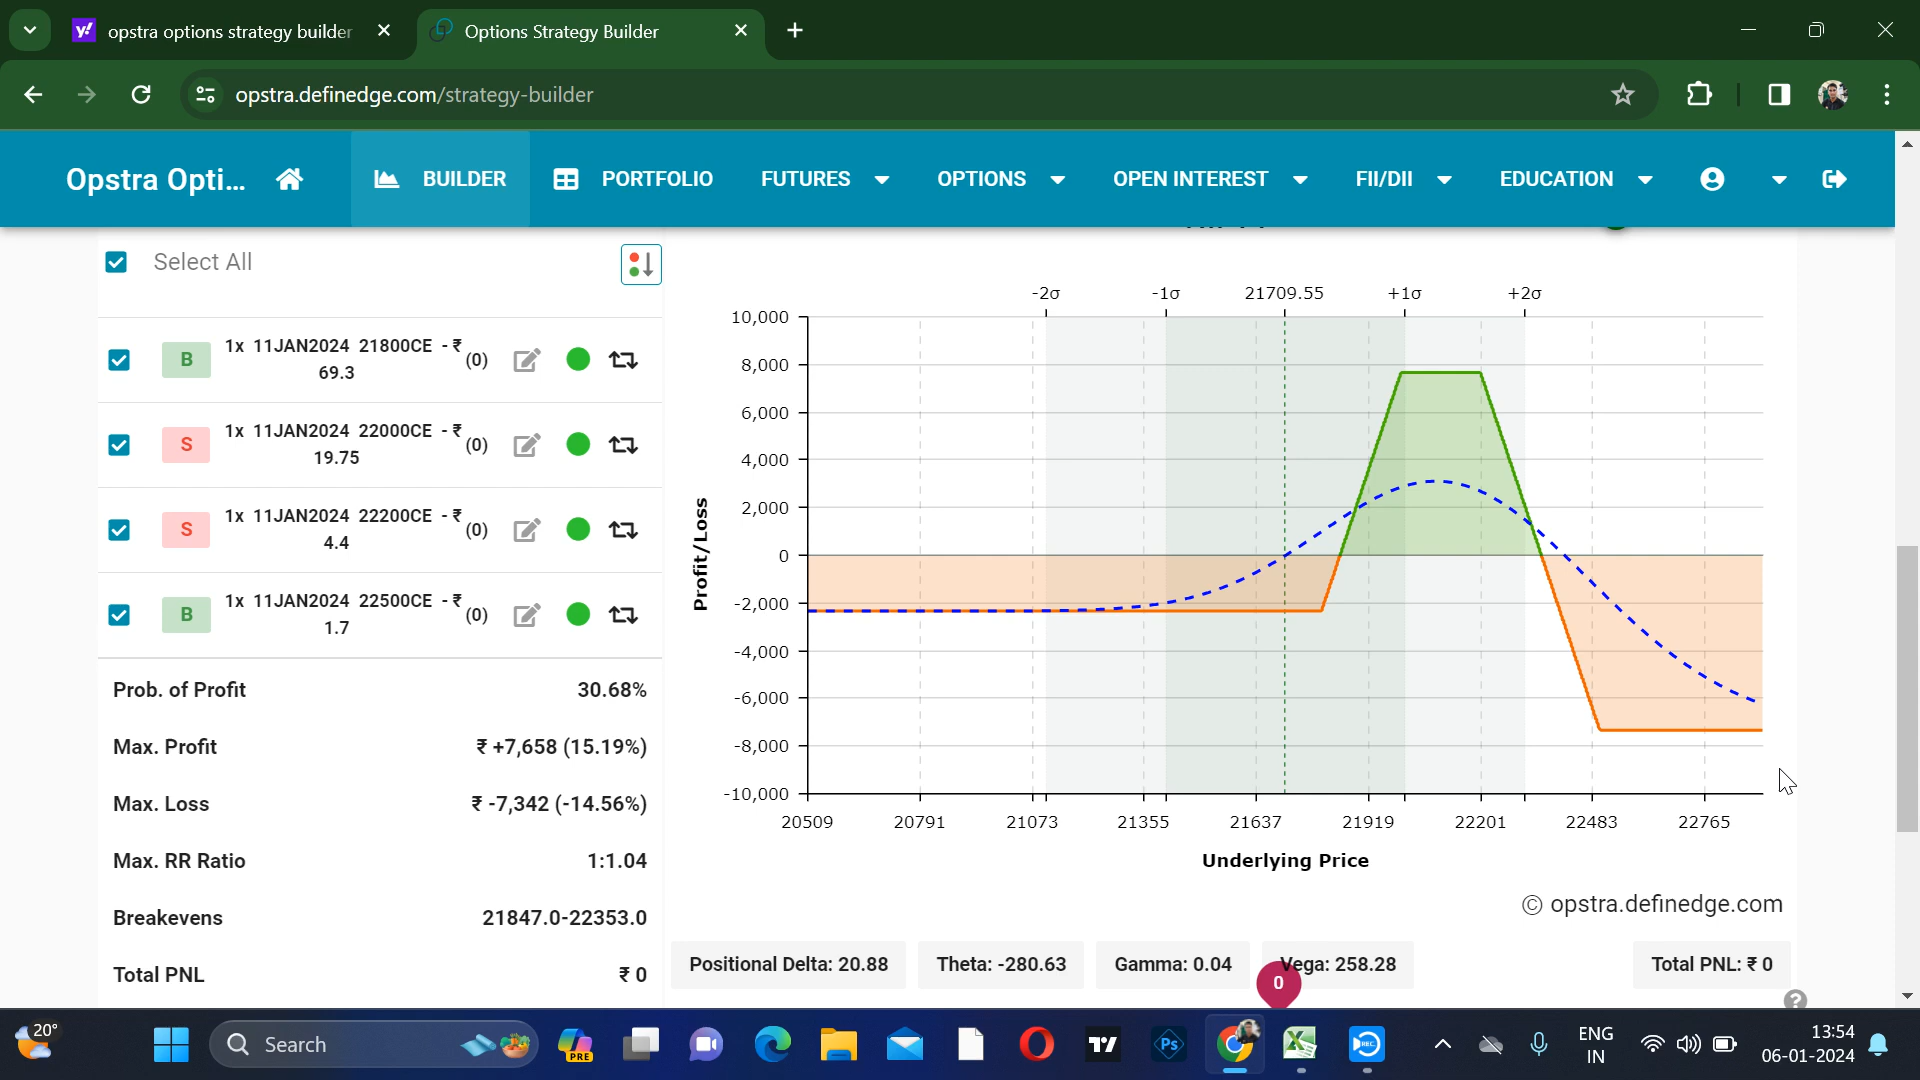 opstra options strategy builder
Options Strategy Builder
opstra.definedge.com/strategy-builder
Opstra Opti...
BUILDER
PORTFOLIO
FUTURES
OPTIONS
OPEN INTEREST
FII/DII
EDUCATION
Select All
B
1x 11JAN2024 21800CE - ₹
69.3
(0)
S
1x 11JAN2024 22000CE - ₹
19.75
(0)
S
1x 11JAN2024 22200CE - ₹
4.4
(0)
B
1x 11JAN2024 22500CE - ₹
1.7
(0)
Prob. of Profit 30.68%
Max. Profit ₹ +7,658 (15.19%)
Max. Loss ₹ -7,342 (-14.56%)
Max. RR Ratio 1:1.04
Breakevens 21847.0-22353.0
Total PNL ₹ 0
-2σ -1σ 21709.55 +1σ +2σ
10,000
8,000
6,000
4,000
2,000
0
-2,000
-4,000
-6,000
-8,000
-10,000
Profit/Loss
20509 20791 21073 21355 21637 21919 22201 22483 22765
Underlying Price
© opstra.definedge.com
Positional Delta: 20.88
Theta: -280.63
Gamma: 0.04
Vega: 258.28
0
Total PNL: ₹ 0
?
20°
Search
PRE
Ps
REC
ENG
IN
13:54
06-01-2024